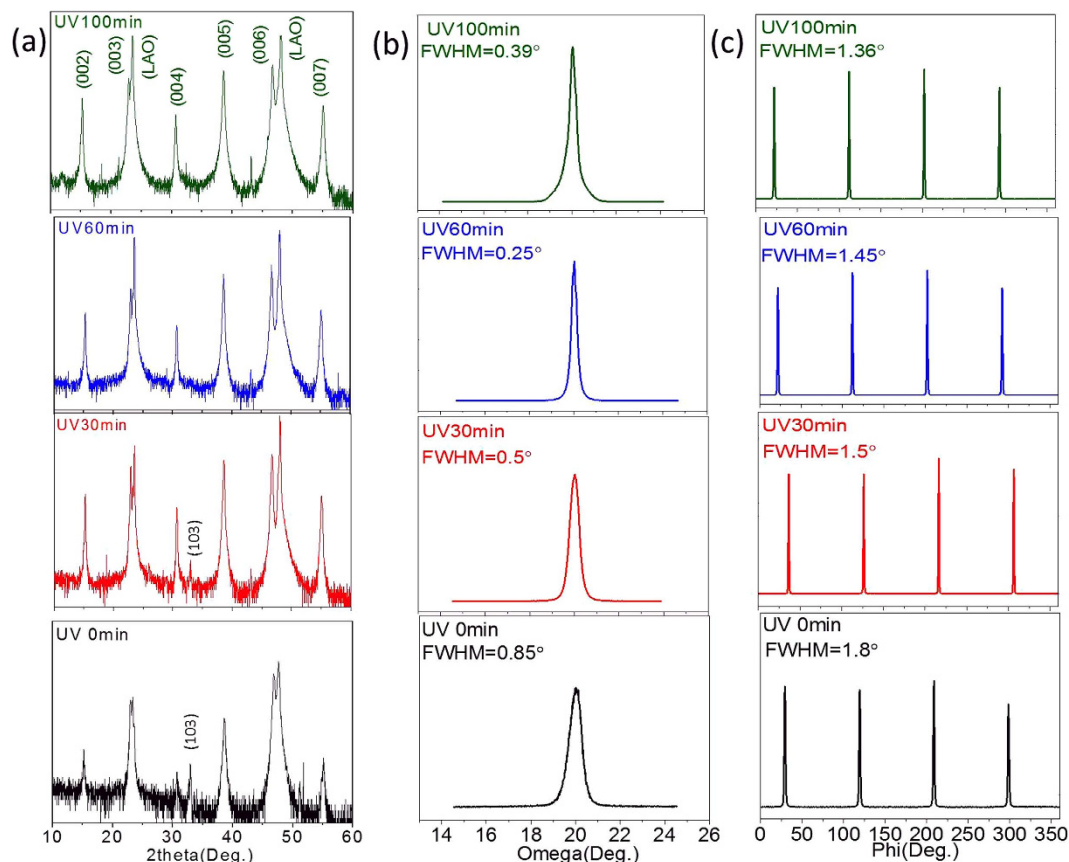 (a)
UV100min
(002)
(003)
(LAO)
(004)
(005)
(006)
(LAO)
(007)
UV60min
UV30min
(103)
UV 0min
(103)
10 20 30 40 50 60
2theta(Deg.)
(b)
UV100min
FWHM=0.39°
UV60min
FWHM=0.25°
UV30min
FWHM=0.5°
UV 0min
FWHM=0.85°
14 16 18 20 22 24 26
Omega(Deg.)
(c)
UV100min
FWHM=1.36°
UV60min
FWHM=1.45°
UV30min
FWHM=1.5°
UV 0min
FWHM=1.8°
0 50 100 150 200 250 300 350
Phi(Deg.)